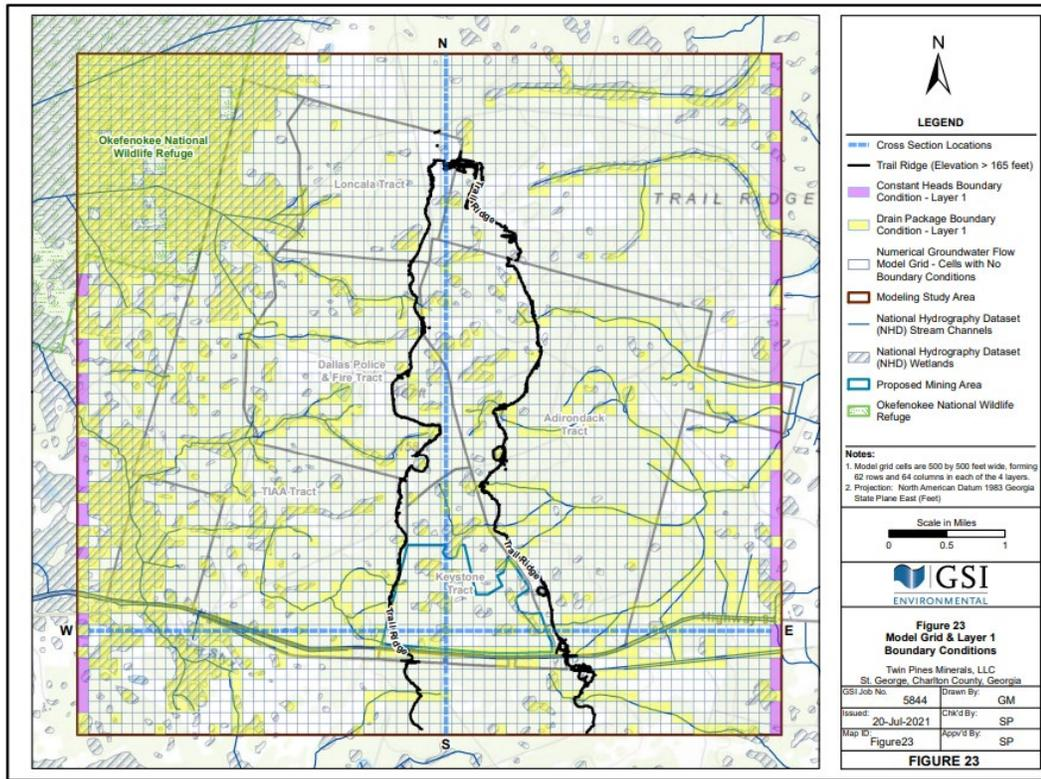 N
Okefenokee National
Wildlife Refuge
Loncala Tract
Trail Ridge
TRAIL RIDGE
Dallas Police
& Fire Tract
Adirondack
Tract
TIAA Tract
Trail Ridge
Keystone
Tract
Trail Ridge
Highway 94
W
E
S
N
LEGEND
Cross Section Locations
Trail Ridge (Elevation > 165 feet)
Constant Heads Boundary
Condition - Layer 1
Drain Package Boundary
Condition - Layer 1
Numerical Groundwater Flow
Model Grid - Cells with No
Boundary Conditions
Modeling Study Area
National Hydrography Dataset
(NHD) Stream Channels
National Hydrography Dataset
(NHD) Wetlands
Proposed Mining Area
Okefenokee National Wildlife
Refuge
Notes:
1. Model grid cells are 500 by 500 feet wide, forming
62 rows and 64 columns in each of the 4 layers.
2. Projection: North American Datum 1983 Georgia
State Plane East (Feet)
Scale in Miles
0 0.5 1
GSI
ENVIRONMENTAL
Figure 23
Model Grid & Layer 1
Boundary Conditions
Twin Pines Minerals, LLC
St. George, Charlton County, Georgia
GSI Job No. 5844 Drawn By: GM
Issued: 20-Jul-2021 Chk'd By: SP
Map ID: Figure23 Appv'd By: SP
FIGURE 23